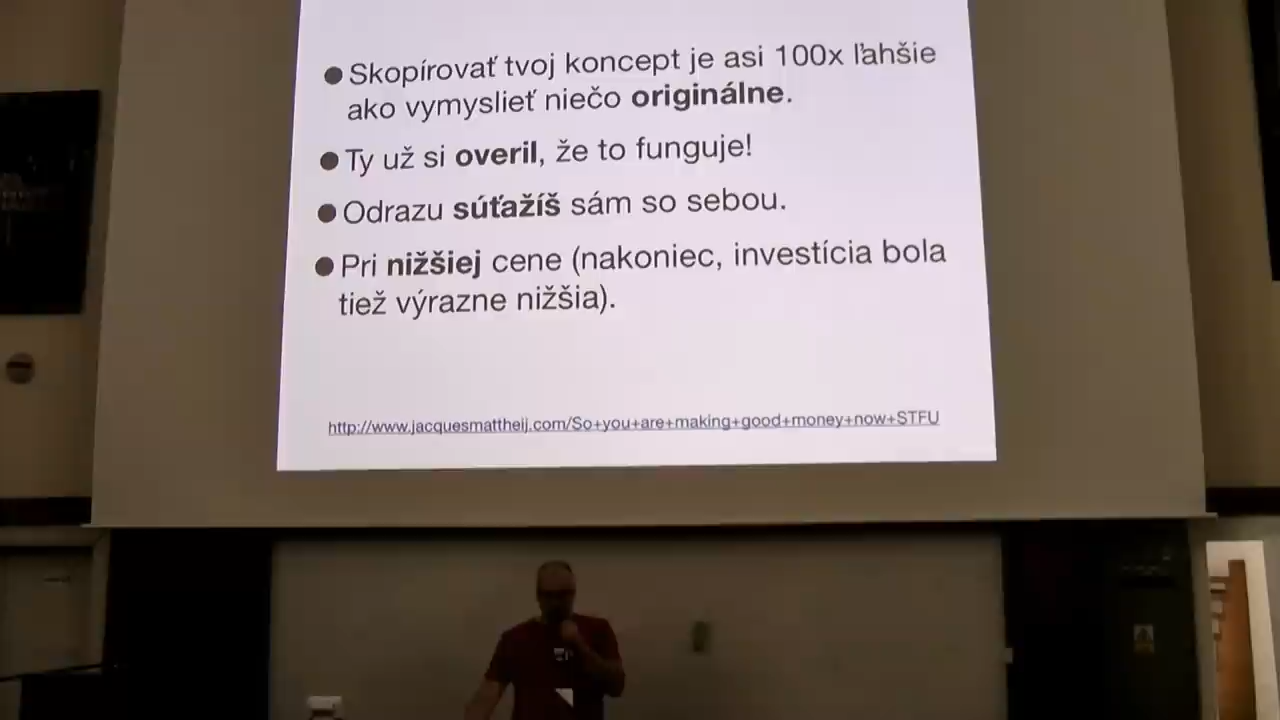 ● Skopírovať tvoj koncept je asi 100x ľahšie
ako vymyslieť niečo originálne.
● Ty už si overil, že to funguje!
● Odrazu súťažíš sám so sebou.
● Pri nižšiej cene (nakoniec, investícia bola
tiež výrazne nižšia).
http://www.jacquesmattheij.com/So+you+are+making+good+money+now+STFU